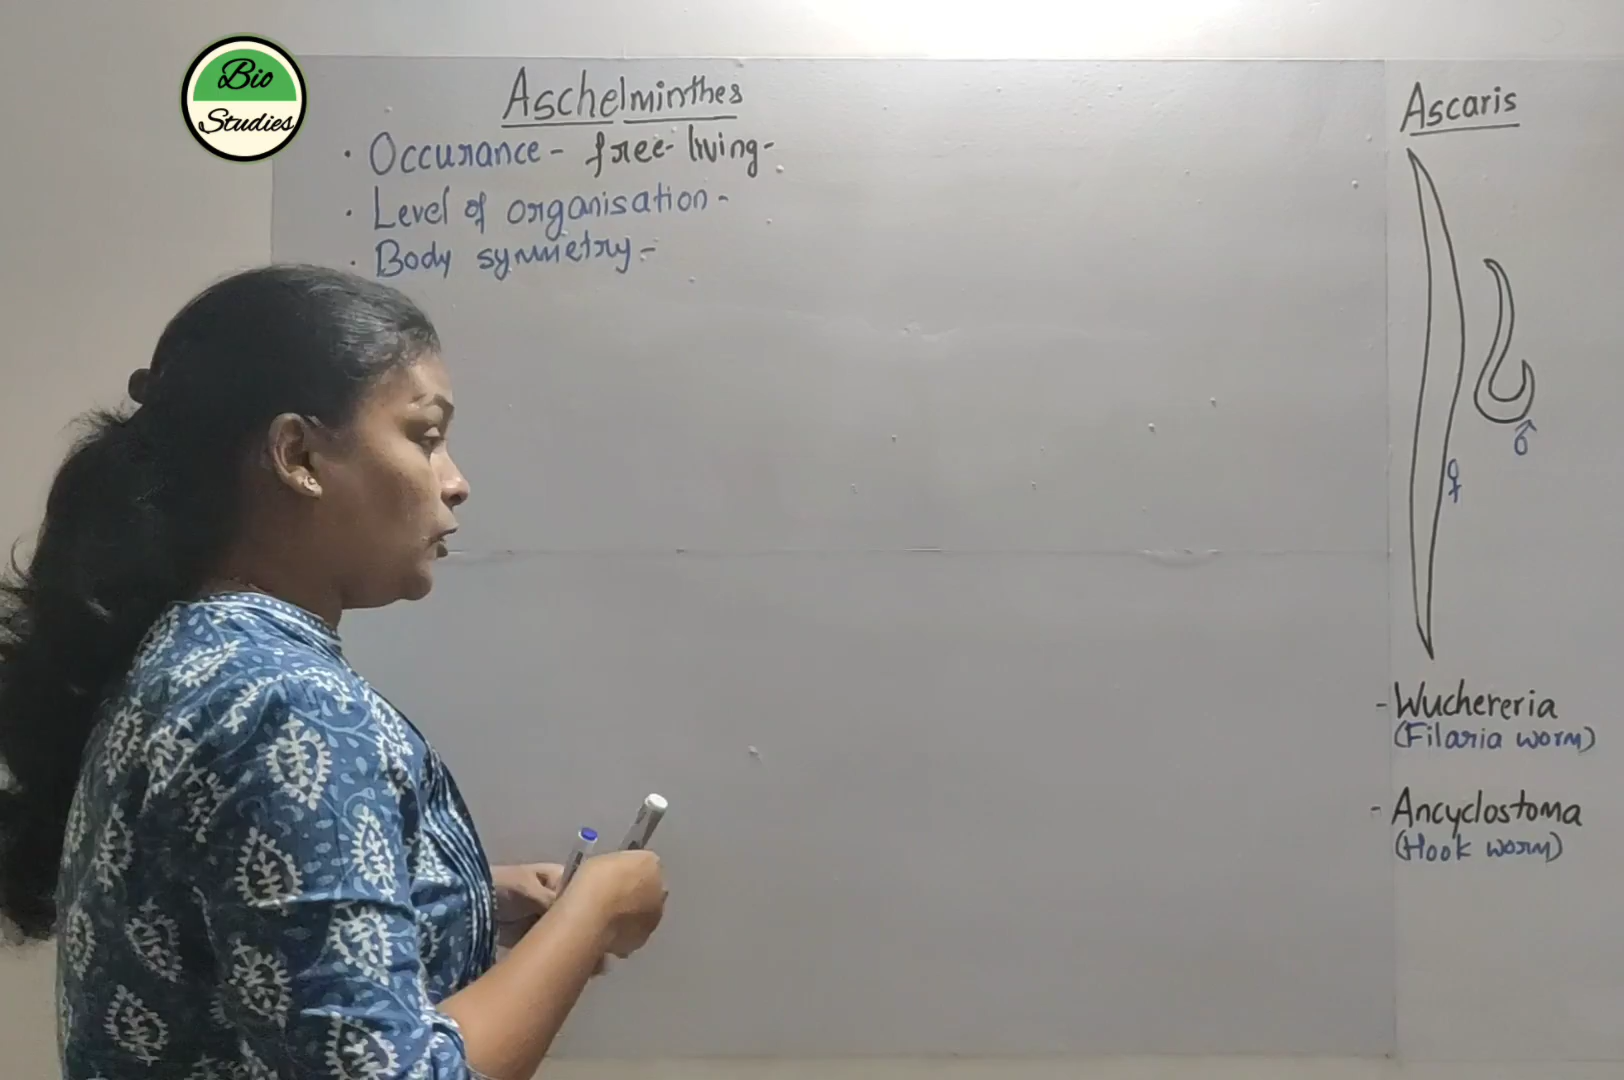 Bio
Studies
Aschelminthes
• Occurance - free-living -
• Level of organisation -
• Body symmetry -
Ascaris
♂
♀
- Wuchereria
(Filaria worm)
- Ancyclostoma
(Hook worm)